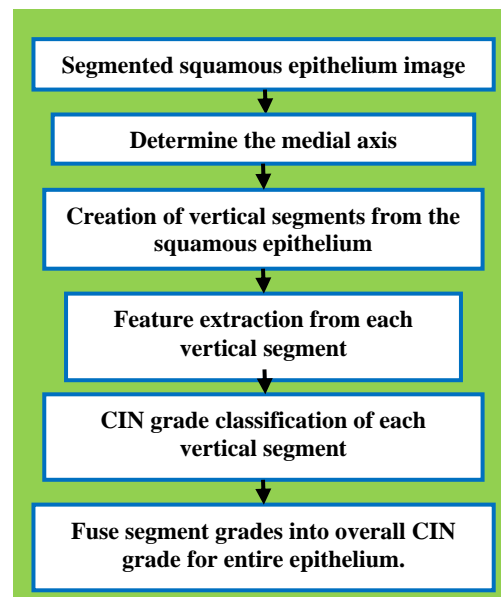 Segmented squamous epithelium image
Determine the medial axis
Creation of vertical segments from the
squamous epithelium
Feature extraction from each
vertical segment
CIN grade classification of each
vertical segment
Fuse segment grades into overall CIN
grade for entire epithelium.